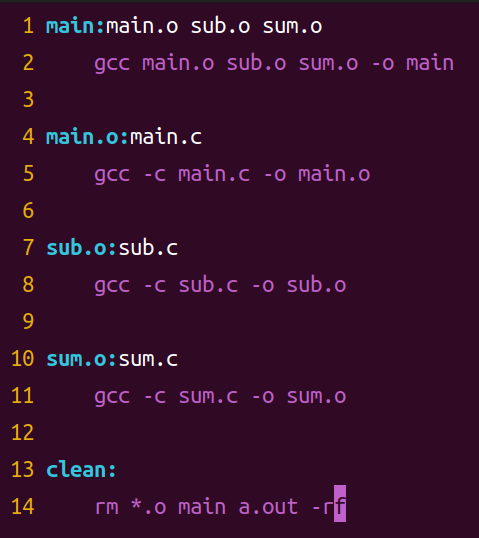 1 main:main.o sub.o sum.o
2     gcc main.o sub.o sum.o -o main
3
4 main.o:main.c
5     gcc -c main.c -o main.o
6
7 sub.o:sub.c
8     gcc -c sub.c -o sub.o
9
10 sum.o:sum.c
11     gcc -c sum.c -o sum.o
12
13 clean:
14     rm *.o main a.out -rf